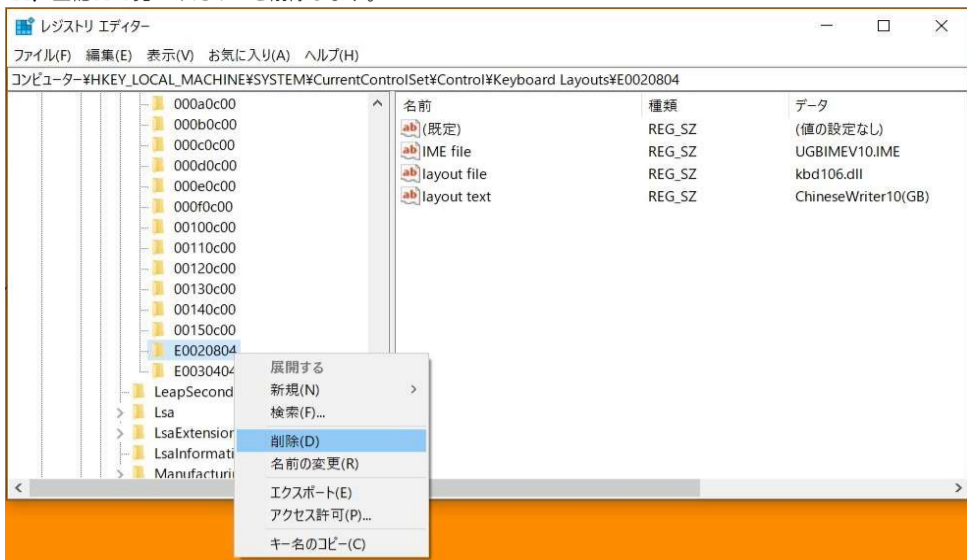 レジストリ エディター
ファイル(F) 編集(E) 表示(V) お気に入り(A) ヘルプ(H)
コンピューター¥HKEY_LOCAL_MACHINE¥SYSTEM¥CurrentControlSet¥Control¥Keyboard Layouts¥E0020804
000a0c00
000b0c00
000c0c00
000d0c00
000e0c00
000f0c00
00100c00
00110c00
00120c00
00130c00
00140c00
00150c00
E0020804
E0030404
LeapSecond
Lsa
LsaExtension
LsaInformati
Manufacturi
名前 種類 データ
(既定) REG_SZ (値の設定なし)
IME file REG_SZ UGBIMEV10.IME
layout file REG_SZ kbd106.dll
layout text REG_SZ ChineseWriter10(GB)
展開する
新規(N)
検索(F)...
削除(D)
名前の変更(R)
エクスポート(E)
アクセス許可(P)...
キー名のコピー(C)